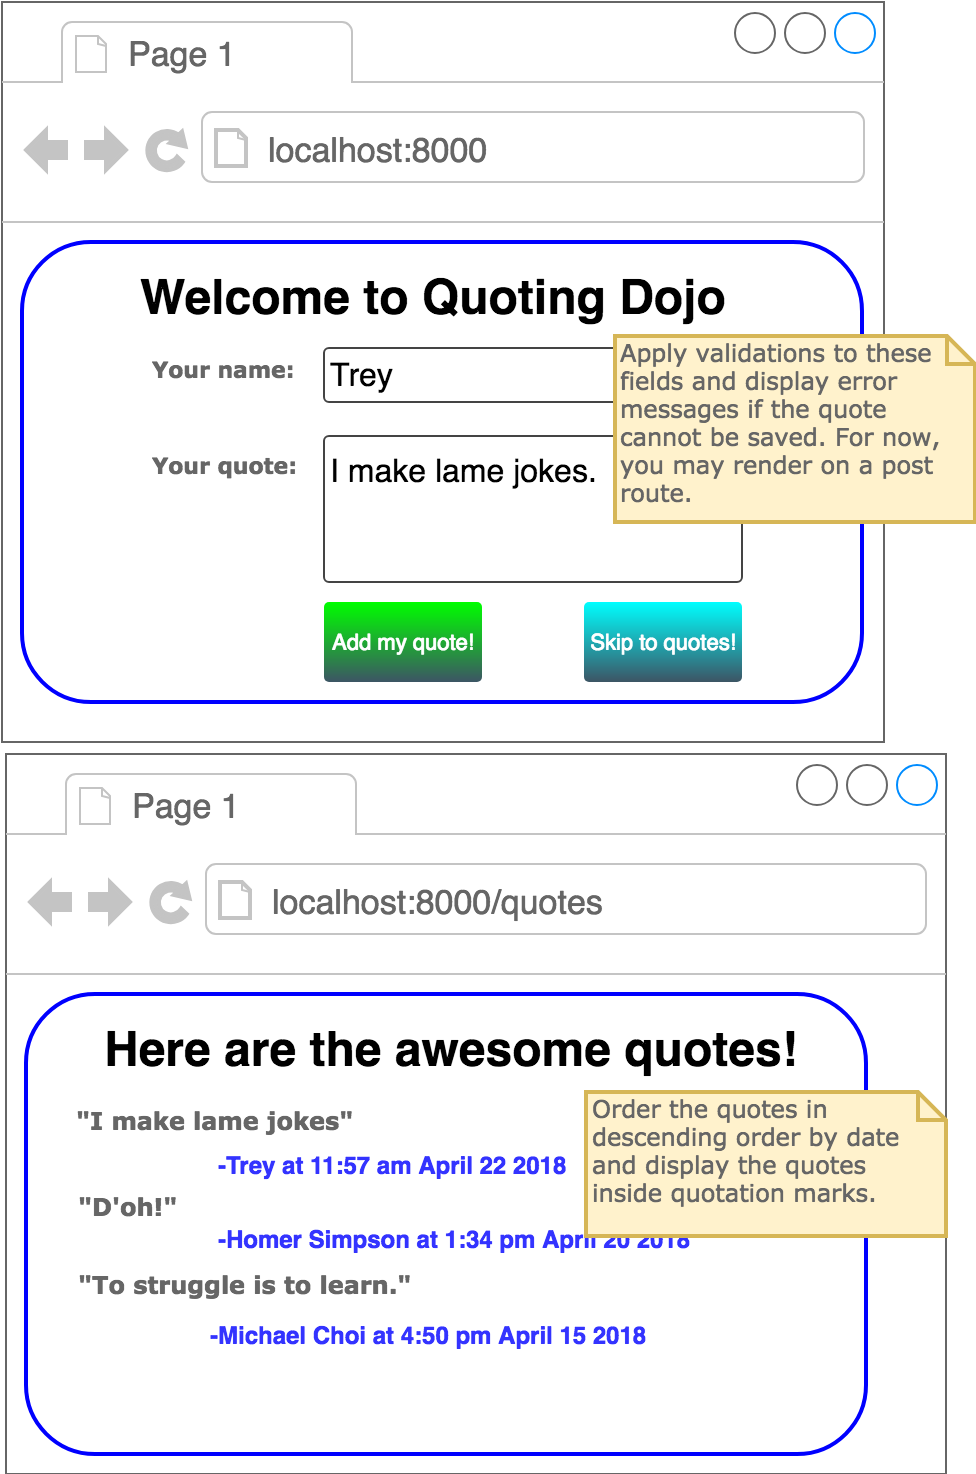 Page 1
localhost:8000
Welcome to Quoting Dojo
Your name:
Trey
Apply validations to these
fields and display error
messages if the quote
cannot be saved. For now,
you may render on a post
route.
Your quote:
I make lame jokes.
Add my quote!
Skip to quotes!
Page 1
localhost:8000/quotes
Here are the awesome quotes!
"I make lame jokes"
-Trey at 11:57 am April 22 2018
Order the quotes in
descending order by date
and display the quotes
inside quotation marks.
"D'oh!"
-Homer Simpson at 1:34 pm April 20 2018
"To struggle is to learn."
-Michael Choi at 4:50 pm April 15 2018